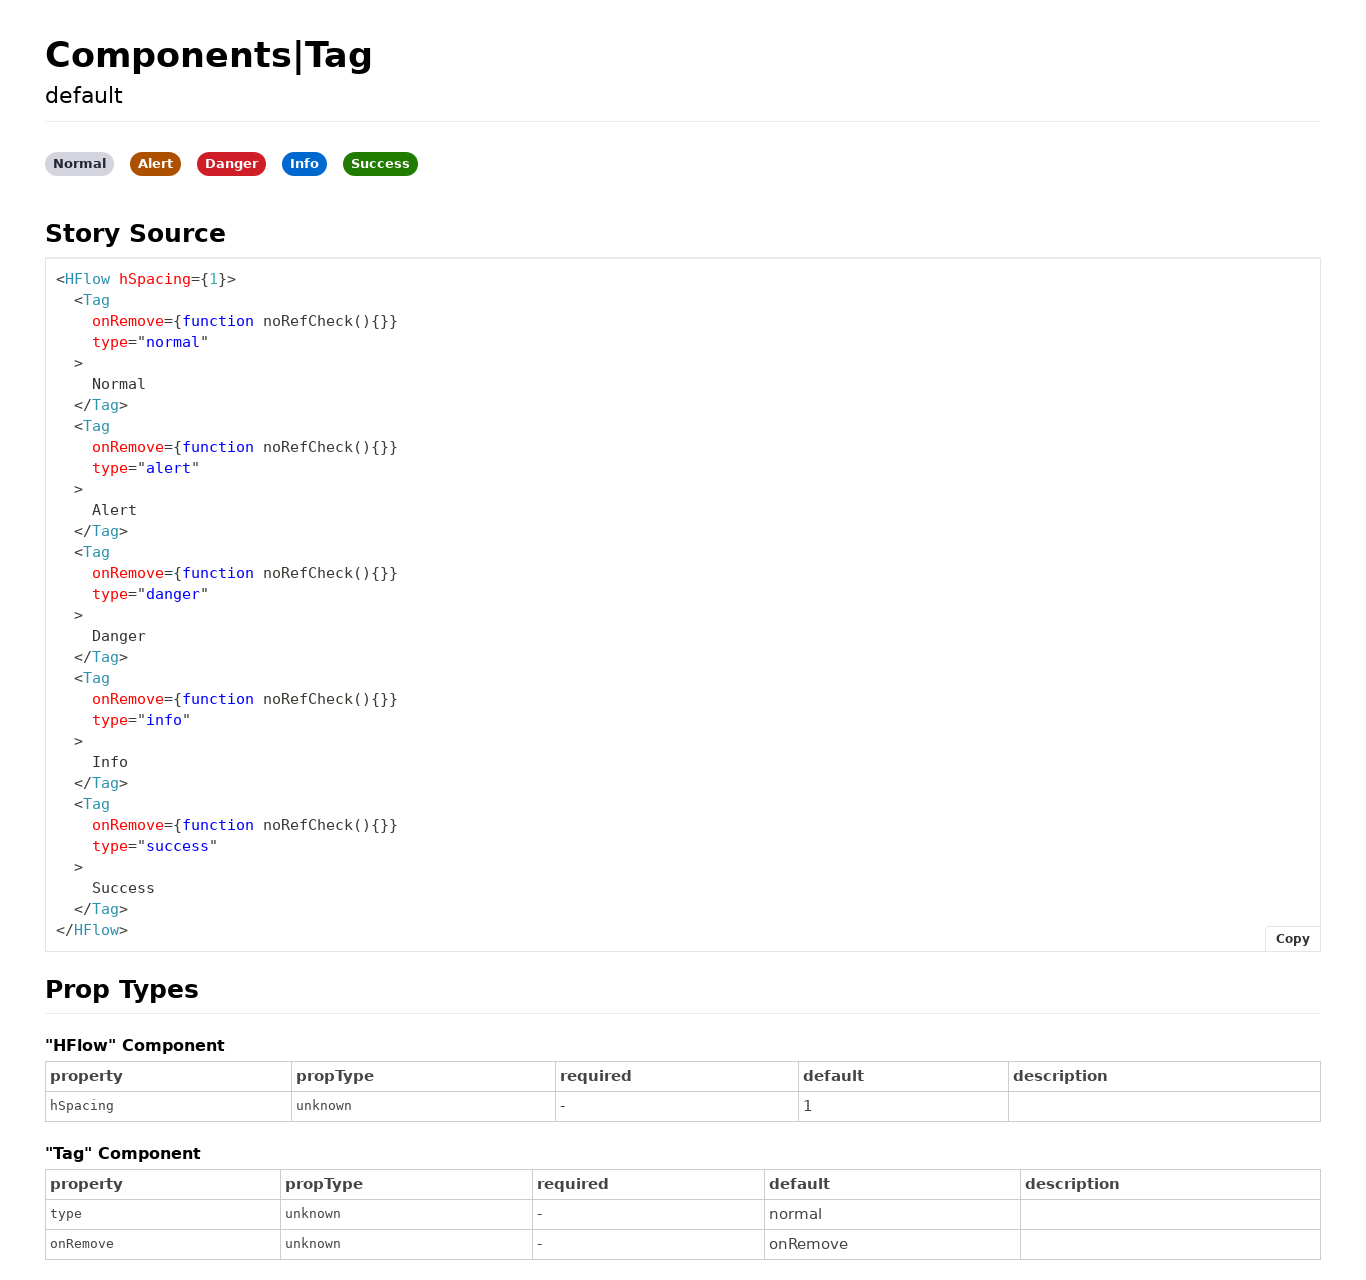 Components|Tag
default
Normal Alert Danger Info Success
Story Source
<HFlow hSpacing={1}>
  <Tag
    onRemove={function noRefCheck(){}}
    type="normal"
  >
    Normal
  </Tag>
  <Tag
    onRemove={function noRefCheck(){}}
    type="alert"
  >
    Alert
  </Tag>
  <Tag
    onRemove={function noRefCheck(){}}
    type="danger"
  >
    Danger
  </Tag>
  <Tag
    onRemove={function noRefCheck(){}}
    type="info"
  >
    Info
  </Tag>
  <Tag
    onRemove={function noRefCheck(){}}
    type="success"
  >
    Success
  </Tag>
</HFlow>
Copy
Prop Types
"HFlow" Component
property propType required default description
hSpacing unknown - 1
"Tag" Component
property propType required default description
type unknown - normal
onRemove unknown - onRemove